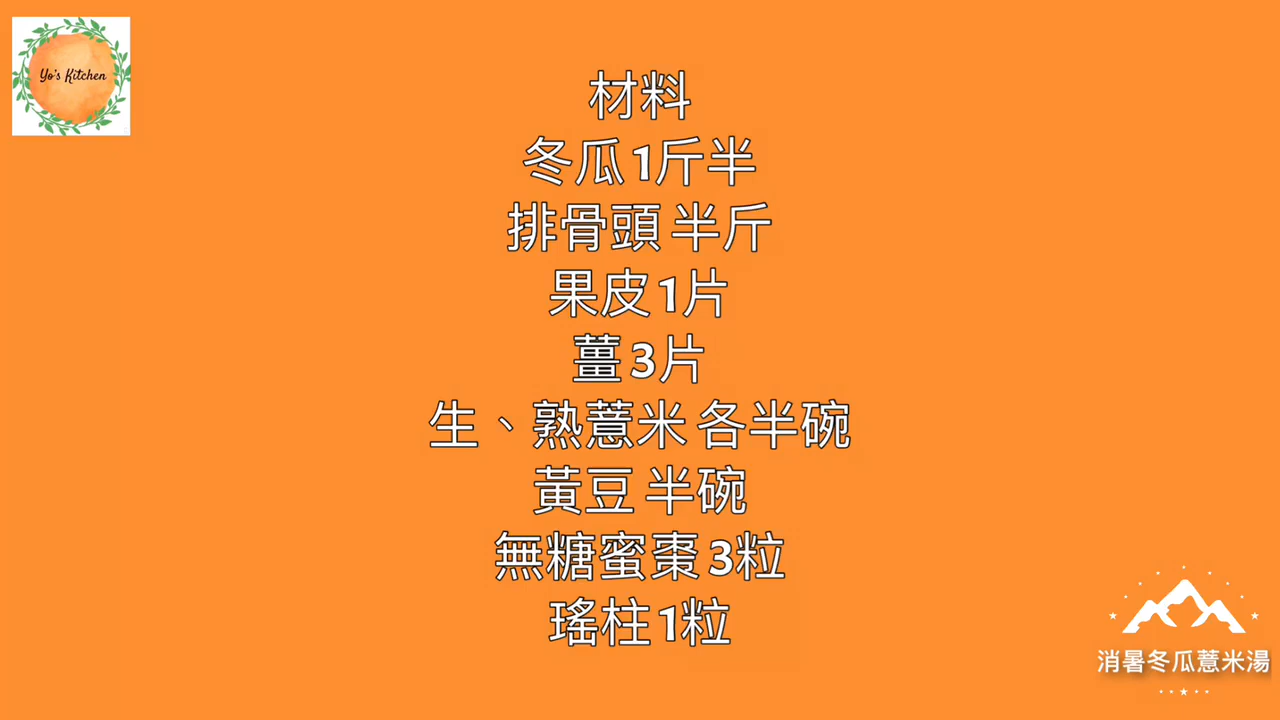 Yo's Kitchen
材料
冬瓜 1斤半
排骨頭 半斤
果皮 1片
薑 3片
生、熟薏米 各半碗
黃豆 半碗
無糖蜜棗 3粒
瑤柱 1粒
消暑冬瓜薏米湯